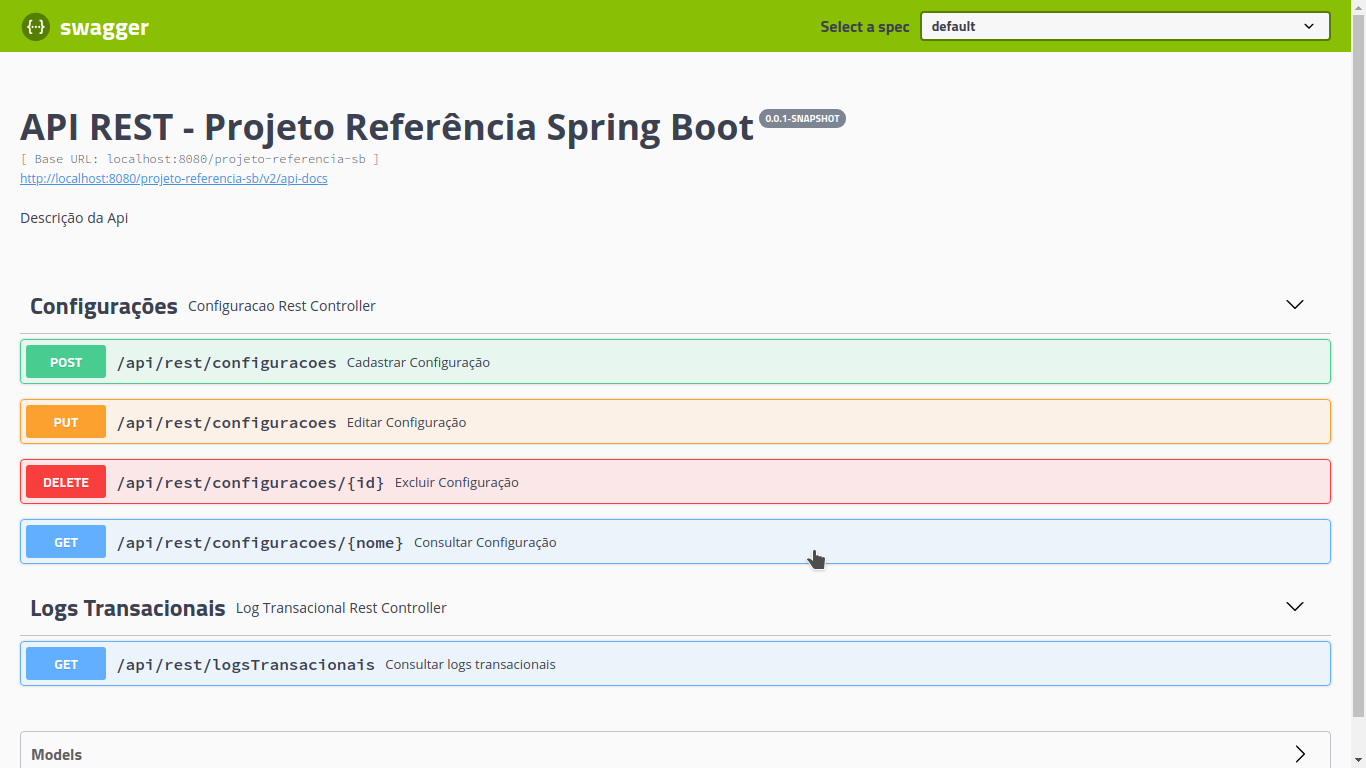 {··} swagger Select a spec default
API REST - Projeto Referência Spring Boot 0.0.1-SNAPSHOT
[ Base URL: localhost:8080/projeto-referencia-sb ]
http://localhost:8080/projeto-referencia-sb/v2/api-docs
Descrição da Api
Configurações Configuracao Rest Controller
POST /api/rest/configuracoes Cadastrar Configuração
PUT /api/rest/configuracoes Editar Configuração
DELETE /api/rest/configuracoes/{id} Excluir Configuração
GET /api/rest/configuracoes/{nome} Consultar Configuração
Logs Transacionais Log Transacional Rest Controller
GET /api/rest/logsTransacionais Consultar logs transacionais
Models